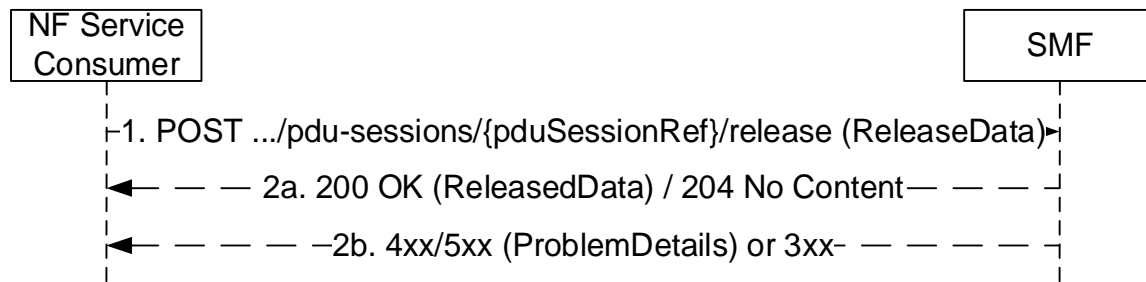 NF Service
Consumer
SMF
1. POST .../pdu-sessions/{pduSessionRef}/release (ReleaseData)
2a. 200 OK (ReleasedData) / 204 No Content
2b. 4xx/5xx (ProblemDetails) or 3xx